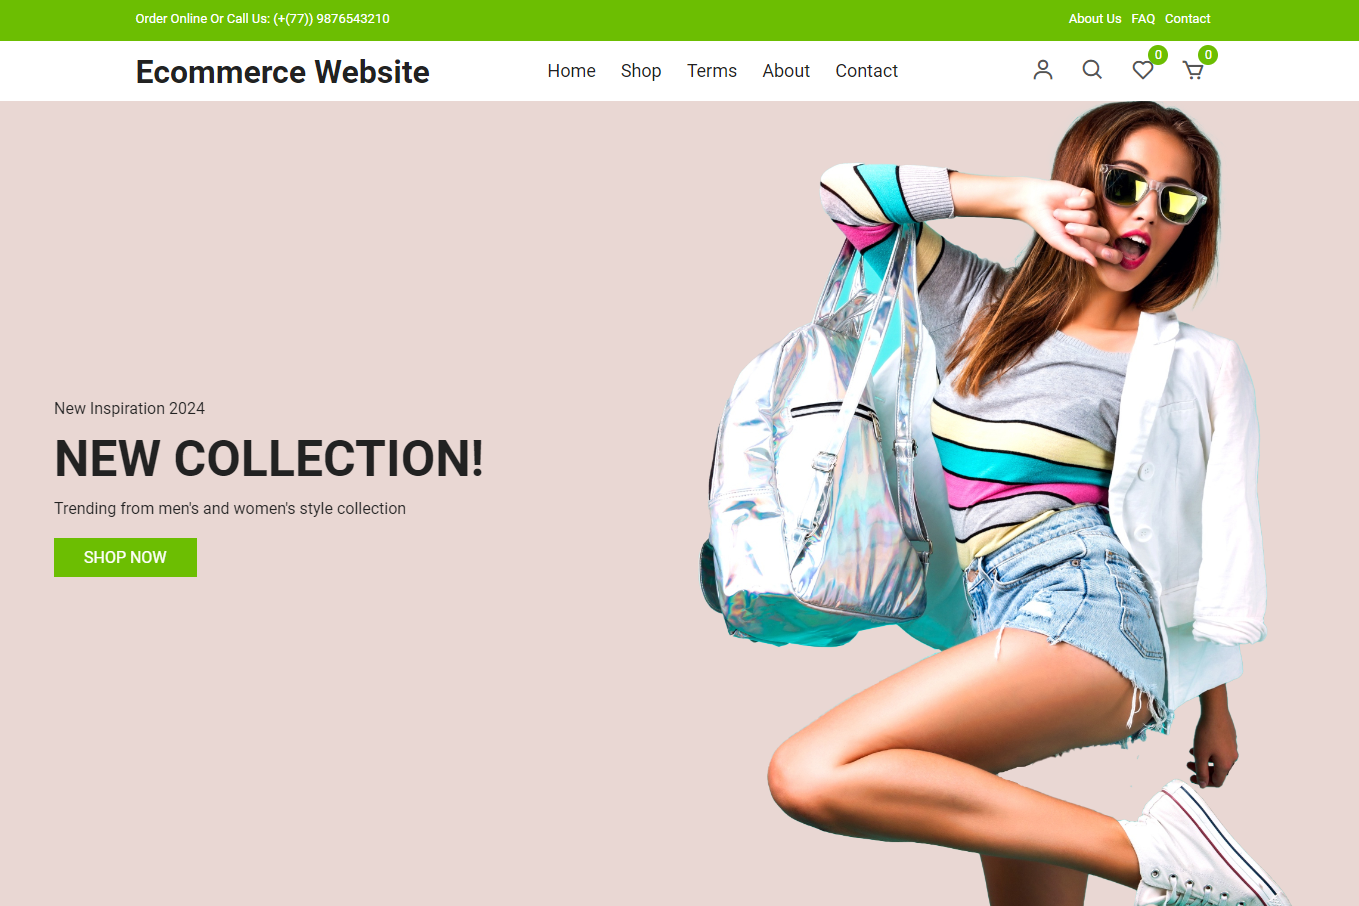 Order Online Or Call Us: (+(77)) 9876543210
About Us FAQ Contact
Ecommerce Website
Home Shop Terms About Contact
0 0
New Inspiration 2024
NEW COLLECTION!
Trending from men's and women's style collection
SHOP NOW